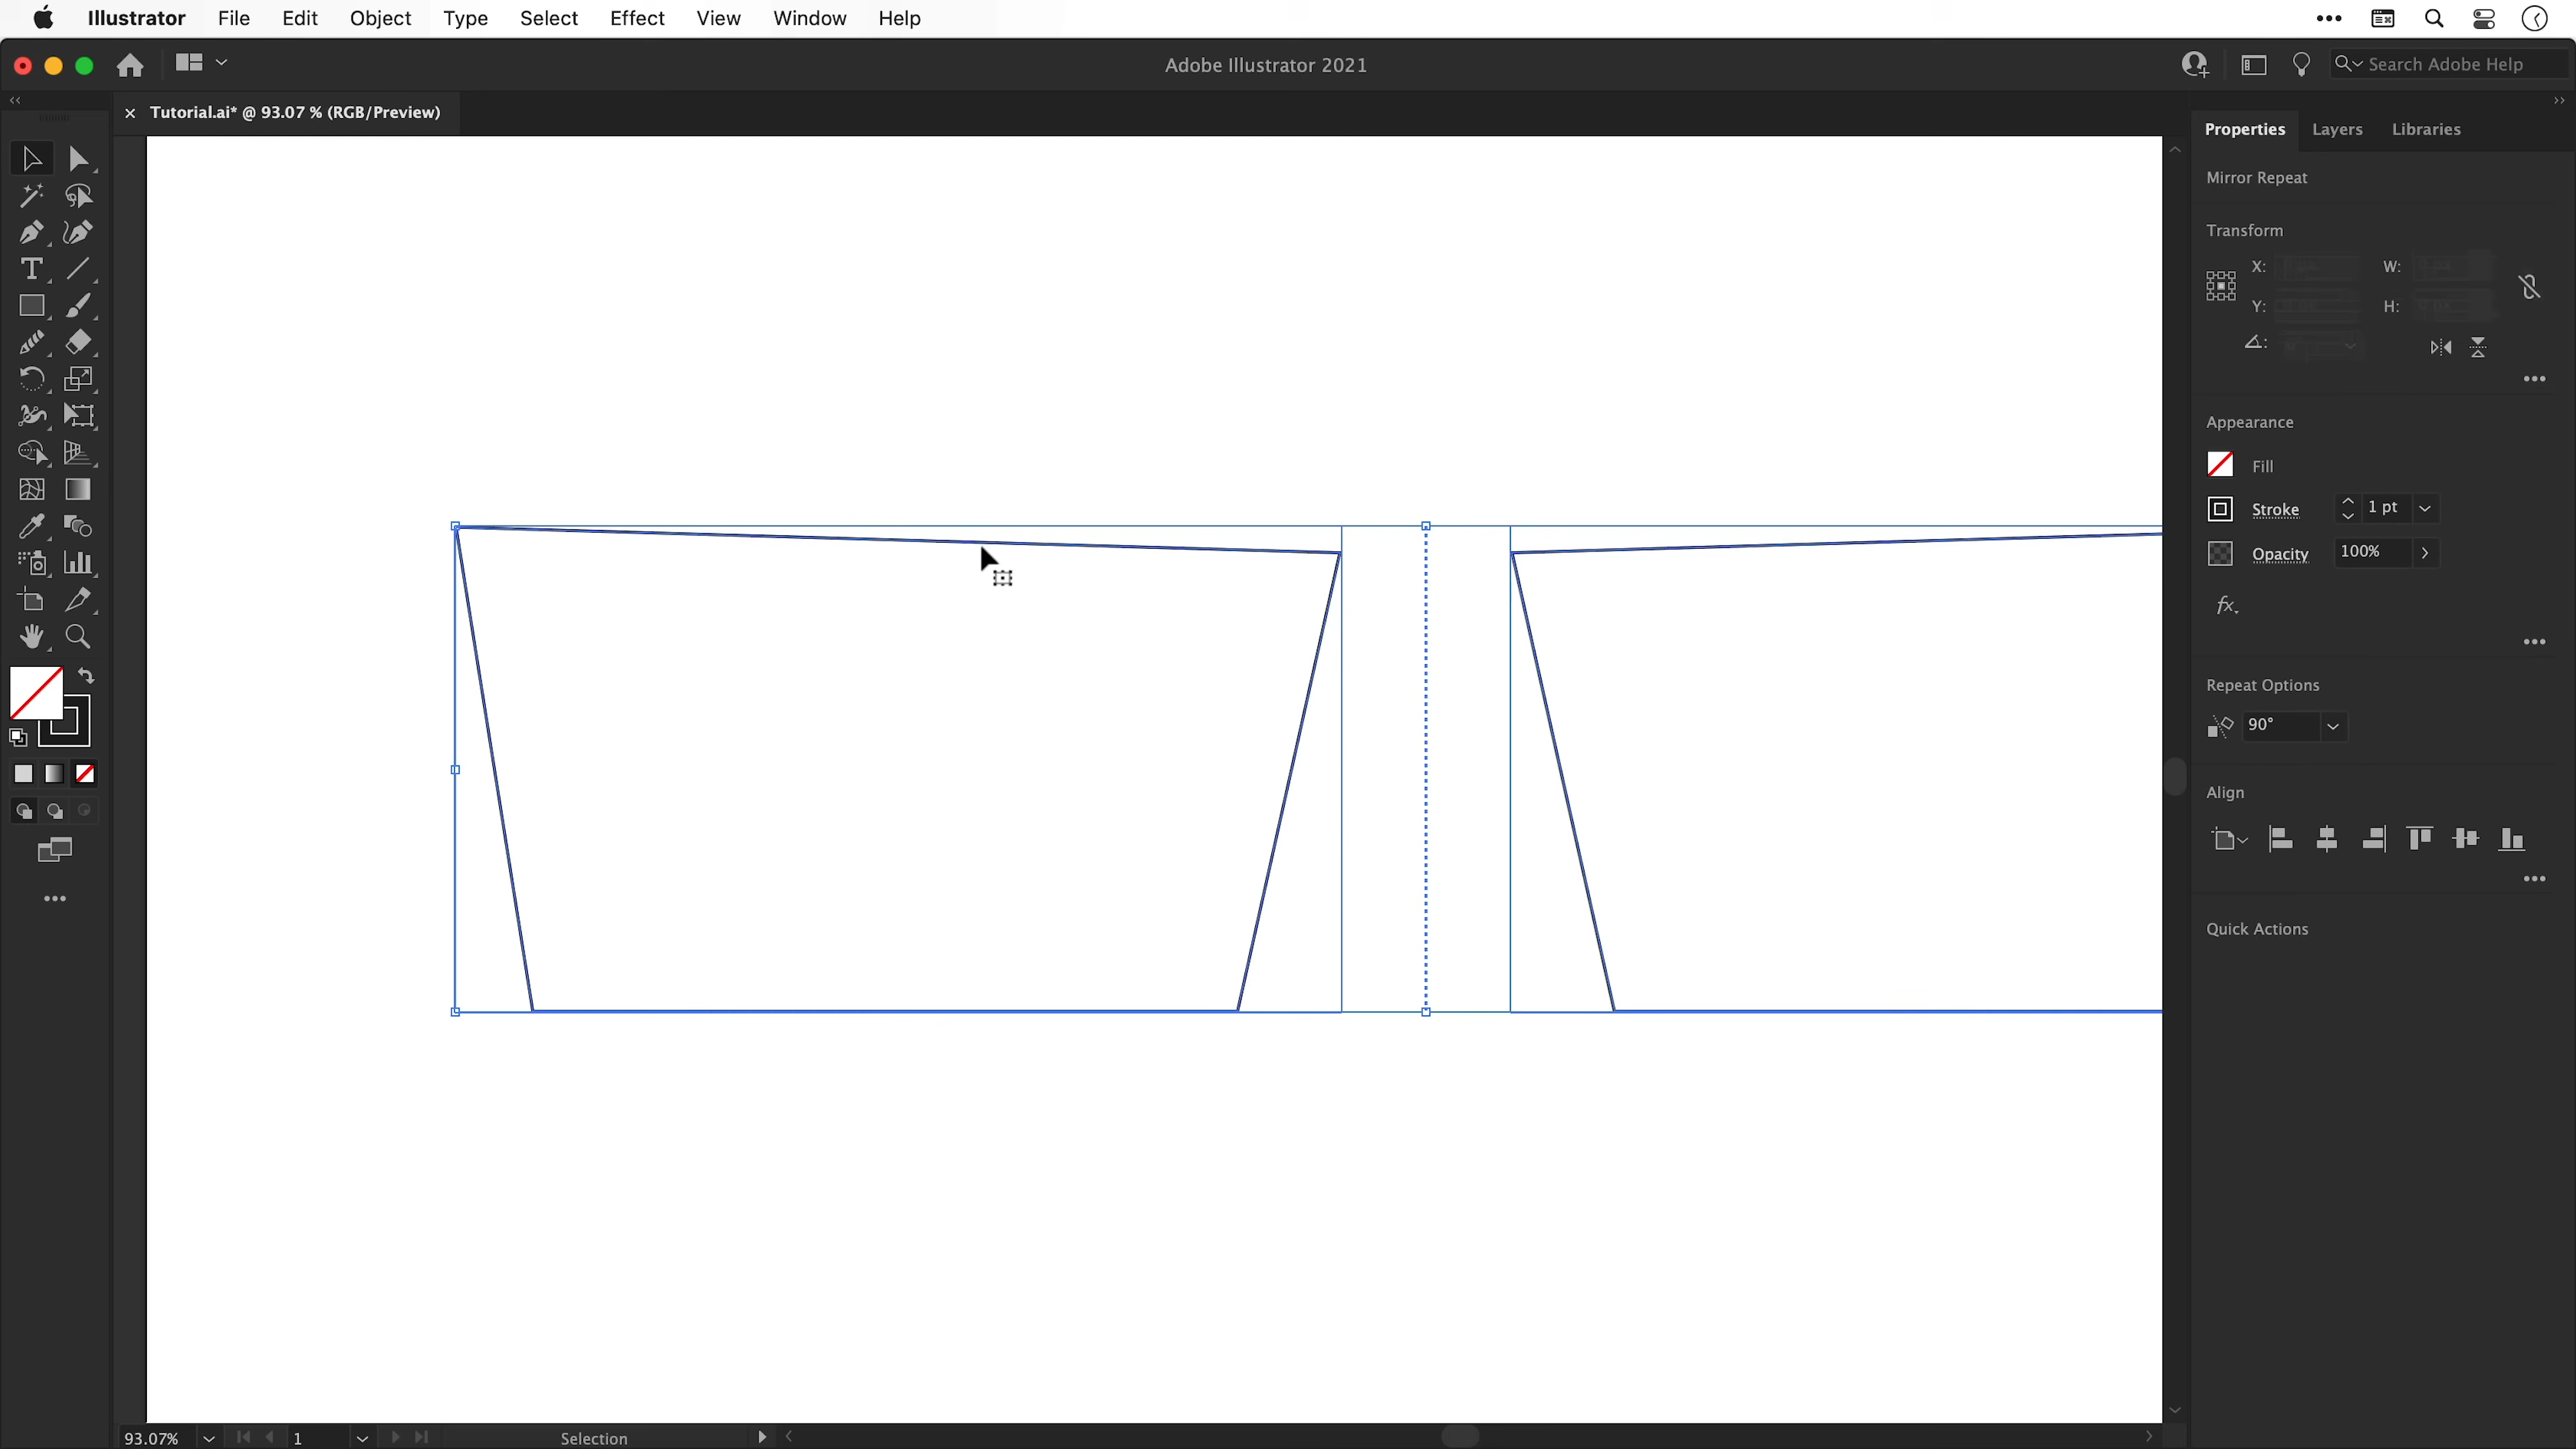 Illustrator File Edit Object Type Select Effect View Window Help
Adobe Illustrator 2021
Search Adobe Help
Tutorial.ai* @ 93.07 % (RGB/Preview)
Properties Layers Libraries
Mirror Repeat
Transform
X: W:
Y: H:
Appearance
Fill
Stroke 1 pt
Opacity 100%
fx.
Repeat Options
90°
Align
Quick Actions
93.07% 1 Selection